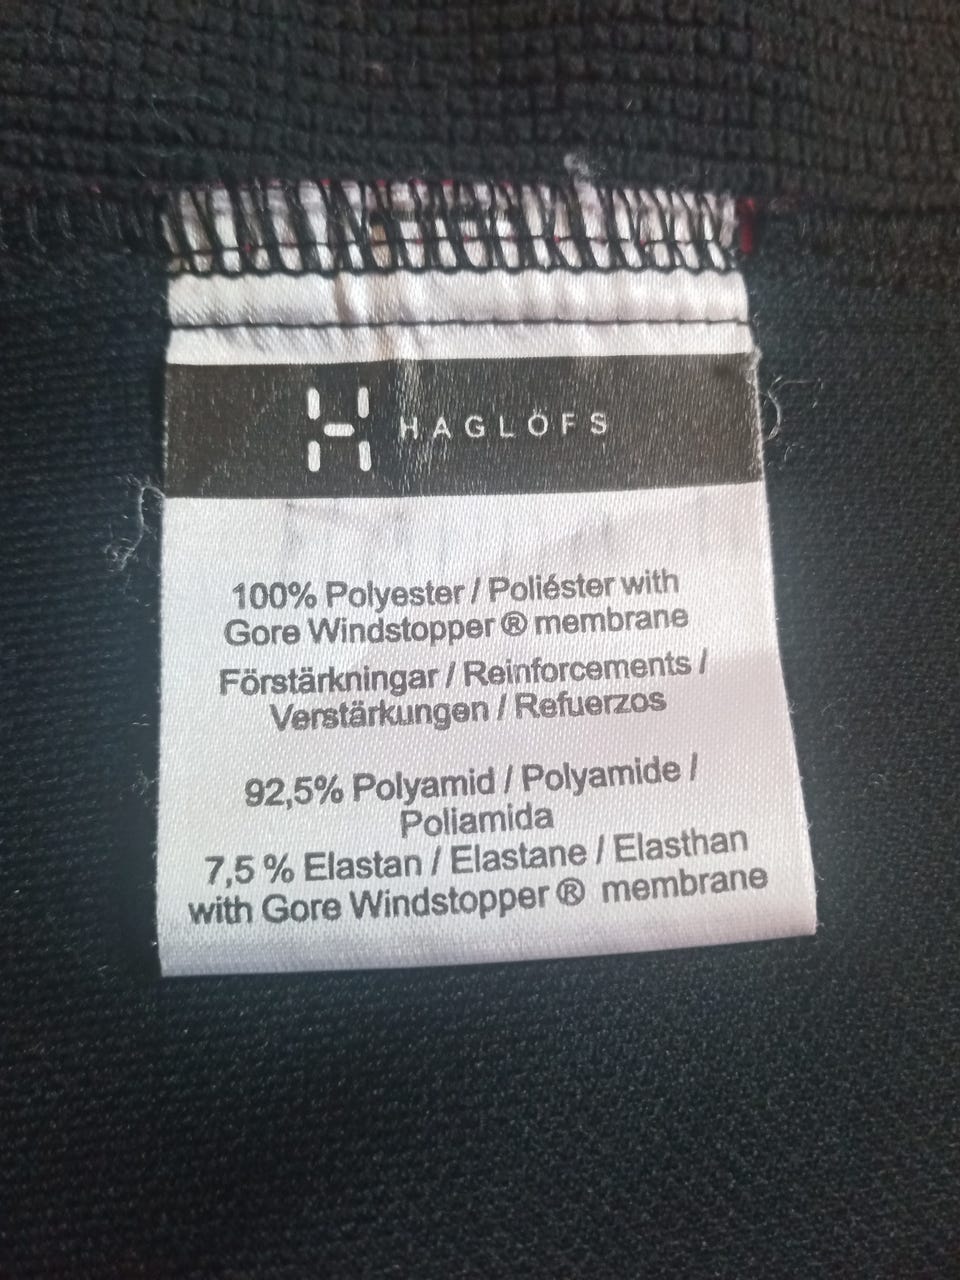 HAGLÖFS
100% Polyester / Poliéster with
Gore Windstopper ® membrane
Förstärkningar / Reinforcements /
Verstärkungen / Refuerzos
92,5% Polyamid / Polyamide /
Poliamida
7,5 % Elastan / Elastane / Elasthan
with Gore Windstopper ® membrane